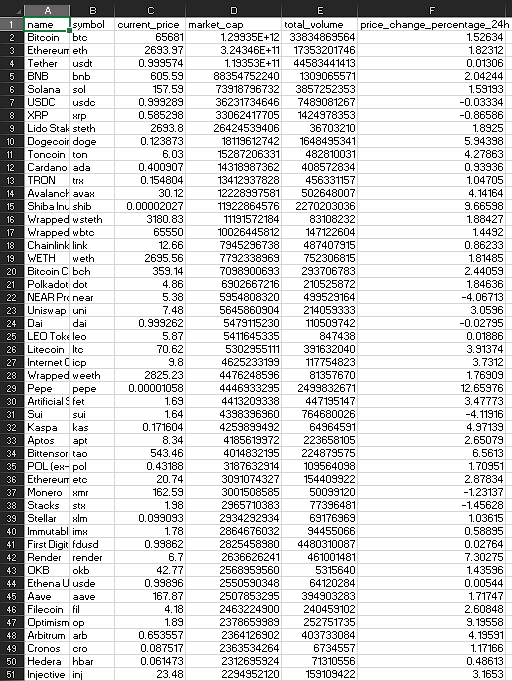 A B C D E F
1 name symbol current_price market_cap total_volume price_change_percentage_24h
2 Bitcoin btc 65681 1.29935E+12 33834869564 1.52634
3 Ethereum eth 2693.97 3.24346E+11 17353201746 1.82312
4 Tether usdt 0.999574 1.19353E+11 44583441413 0.01306
5 BNB bnb 605.59 88354752240 1309065571 2.04244
6 Solana sol 157.59 73918796732 3857252353 1.59193
7 USDC usdc 0.999289 36231734646 7489081267 -0.03334
8 XRP xrp 0.585298 33062417705 1424978353 -0.86586
9 Lido Stak steth 2693.8 26424539406 36703210 1.8925
10 Dogecoin doge 0.123873 18119612742 1648495341 5.94398
11 Toncoin ton 6.03 15287206331 482810031 4.27863
12 Cardano ada 0.400907 14318987362 408572834 0.93936
13 TRON trx 0.154804 13412937828 456331157 1.04705
14 Avalanch avax 30.12 12228997581 502648007 4.14164
15 Shiba Inu shib 0.00002027 11922864576 2270203036 9.66598
16 Wrapped wsteth 3180.83 11191572184 83108232 1.88427
17 Wrapped wbtc 65550 10026445812 147122604 1.4492
18 Chainlink link 12.66 7945296738 487407915 0.86233
19 WETH weth 2695.56 7792338969 752306815 1.81485
20 Bitcoin C bch 359.14 7098900693 293706783 2.44059
21 Polkadot dot 4.86 6902667216 210525872 1.84636
22 NEAR Pr near 5.38 5954808320 499529164 -4.06713
23 Uniswap uni 7.48 5645860904 214059333 3.0596
24 Dai dai 0.999262 5479115230 110509742 -0.02795
25 LEO Toke leo 5.87 5411645335 847438 0.01886
26 Litecoin ltc 70.62 5302955111 391632040 3.91374
27 Internet C icp 9.8 4625233199 117754823 3.7312
28 Wrapped weeth 2825.23 4476248596 81357670 1.76909
29 Pepe pepe 0.00001058 4446933295 2499832671 12.65976
30 Artificial S fet 1.69 4413209338 447195147 3.47773
31 Sui sui 1.64 4398396960 764680026 -4.11916
32 Kaspa kas 0.171604 4259899432 64964591 4.97139
33 Aptos apt 8.34 4185619972 223658105 2.65079
34 Bittensor tao 543.46 4014832195 224879575 6.5613
35 POL (ex- pol 0.43188 3187632914 109564098 1.70951
36 Ethereum etc 20.74 3091074327 154409922 2.87834
37 Monero xmr 162.59 3001508585 50099120 -1.23137
38 Stacks stx 1.98 2965710383 77396481 -1.45628
39 Stellar xlm 0.099093 2934292934 69176969 1.03615
40 Immutabl imx 1.78 2864676032 94455066 0.58895
41 First Digit fdusd 0.99862 2825458980 4480310087 0.02764
42 Render render 6.7 2636626241 461001481 7.30275
43 OKB okb 42.77 2568959560 5315640 1.43596
44 Ethena U usde 0.99896 2550590348 64120284 0.00544
45 Aave aave 167.87 2507853295 394903283 1.71747
46 Filecoin fil 4.18 2463224900 240459102 2.60848
47 Optimism op 1.89 2378659989 252751735 9.19558
48 Arbitrum arb 0.653557 2364126902 403733084 4.19591
49 Cronos cro 0.087517 2363534264 6734557 1.17166
50 Hedera hbar 0.061473 2312695924 71310556 0.48613
51 Injective inj 23.48 2294952120 159109422 3.1653